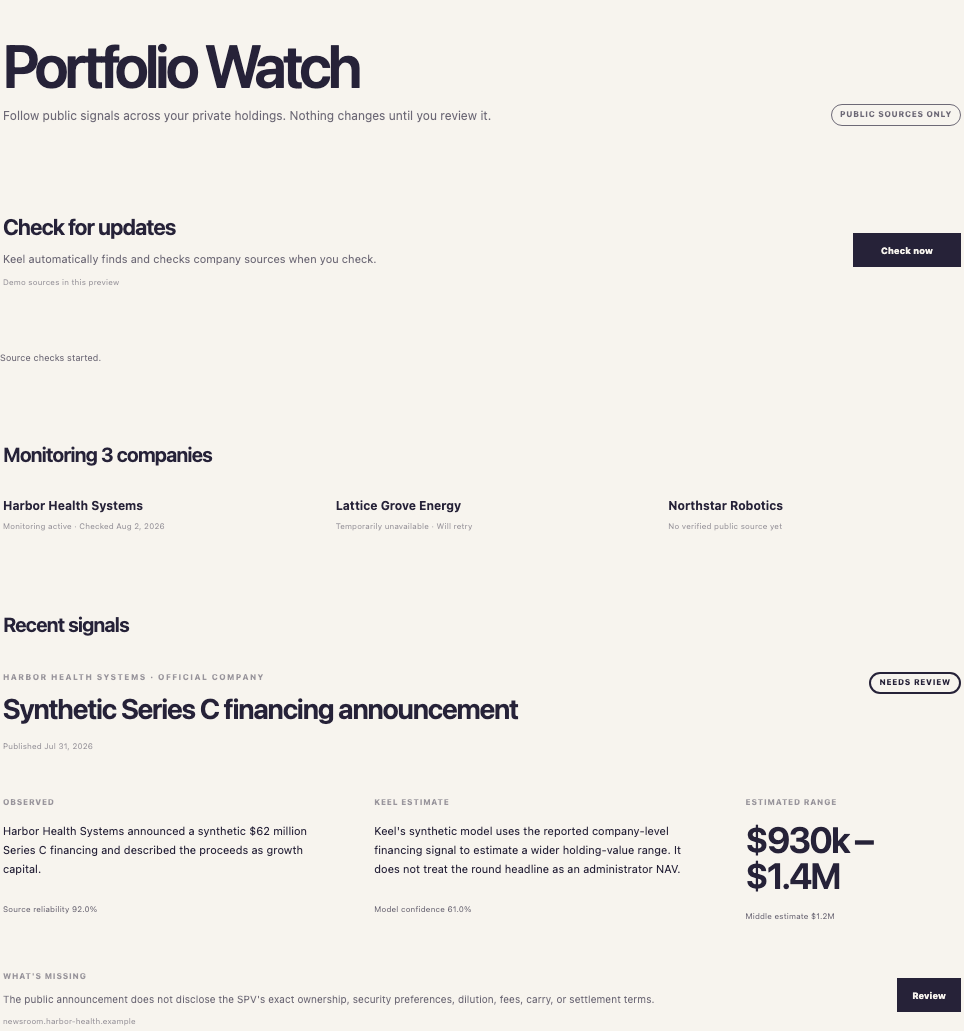 Portfolio Watch
Follow public signals across your private holdings. Nothing changes until you review it.
PUBLIC SOURCES ONLY
Check for updates
Keel automatically finds and checks company sources when you check.
Demo sources in this preview
Check now
Source checks started.
Monitoring 3 companies
Harbor Health Systems
Monitoring active · Checked Aug 2, 2026
Lattice Grove Energy
Temporarily unavailable · Will retry
Northstar Robotics
No verified public source yet
Recent signals
HARBOR HEALTH SYSTEMS · OFFICIAL COMPANY
NEEDS REVIEW
Synthetic Series C financing announcement
Published Jul 31, 2026
OBSERVED
Harbor Health Systems announced a synthetic $62 million
Series C financing and described the proceeds as growth
capital.
Source reliability 92.0%
KEEL ESTIMATE
Keel's synthetic model uses the reported company-level
financing signal to estimate a wider holding-value range. It
does not treat the round headline as an administrator NAV.
Model confidence 61.0%
ESTIMATED RANGE
$930k –
$1.4M
Middle estimate $1.2M
WHAT'S MISSING
The public announcement does not disclose the SPV's exact ownership, security preferences, dilution, fees, carry, or settlement terms.
newsroom.harbor-health.example
Review